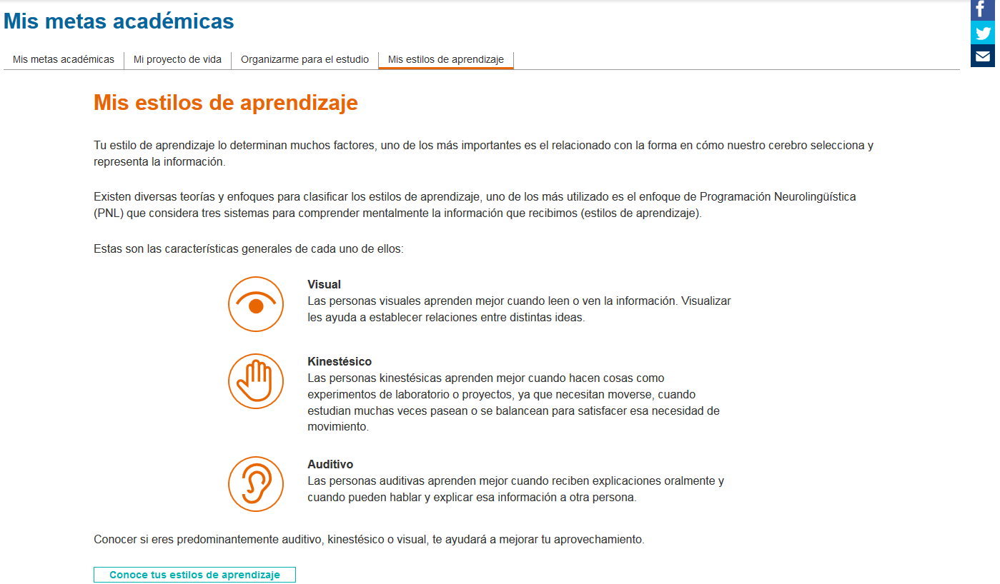 Mis metas académicas
Mis metas académicas
Mi proyecto de vida
Organizarme para el estudio
Mis estilos de aprendizaje
Mis estilos de aprendizaje
Tu estilo de aprendizaje lo determinan muchos factores, uno de los más importantes es el relacionado con la forma en cómo nuestro cerebro selecciona y
representa la información.
Existen diversas teorías y enfoques para clasificar los estilos de aprendizaje, uno de los más utilizado es el enfoque de Programación Neurolingüística
(PNL) que considera tres sistemas para comprender mentalmente la información que recibimos (estilos de aprendizaje).
Estas son las características generales de cada uno de ellos:
Visual
Las personas visuales aprenden mejor cuando leen o ven la información. Visualizar
les ayuda a establecer relaciones entre distintas ideas.
Kinestésico
Las personas kinestésicas aprenden mejor cuando hacen cosas como
experimentos de laboratorio o proyectos, ya que necesitan moverse, cuando
estudian muchas veces pasean o se balancean para satisfacer esa necesidad de
movimiento.
Auditivo
Las personas auditivas aprenden mejor cuando reciben explicaciones oralmente y
cuando pueden hablar y explicar esa información a otra persona.
Conocer si eres predominantemente auditivo, kinestésico o visual, te ayudará a mejorar tu aprovechamiento.
Conoce tus estilos de aprendizaje